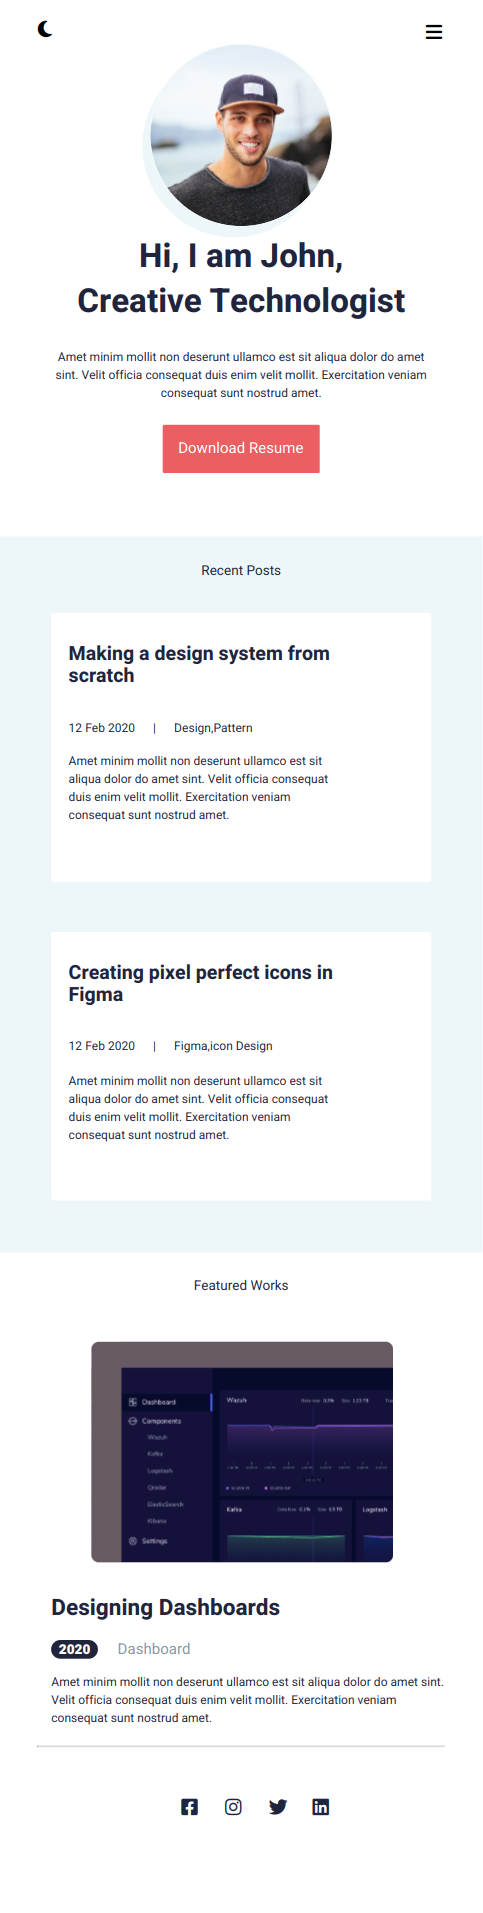 Hi, I am John,
Creative Technologist
Amet minim mollit non deserunt ullamco est sit aliqua dolor do amet
sint. Velit officia consequat duis enim velit mollit. Exercitation veniam
consequat sunt nostrud amet.
Download Resume
Recent Posts
Making a design system from
scratch
12 Feb 2020 | Design,Pattern
Amet minim mollit non deserunt ullamco est sit
aliqua dolor do amet sint. Velit officia consequat
duis enim velit mollit. Exercitation veniam
consequat sunt nostrud amet.
Creating pixel perfect icons in
Figma
12 Feb 2020 | Figma,icon Design
Amet minim mollit non deserunt ullamco est sit
aliqua dolor do amet sint. Velit officia consequat
duis enim velit mollit. Exercitation veniam
consequat sunt nostrud amet.
Featured Works
Dashboard
Components
Wazuh
Kafka
Logstash
Qradar
ElasticSearch
Kibana
Settings
Wazuh
Kafka
Logstash
Designing Dashboards
2020 Dashboard
Amet minim mollit non deserunt ullamco est sit aliqua dolor do amet sint.
Velit officia consequat duis enim velit mollit. Exercitation veniam
consequat sunt nostrud amet.